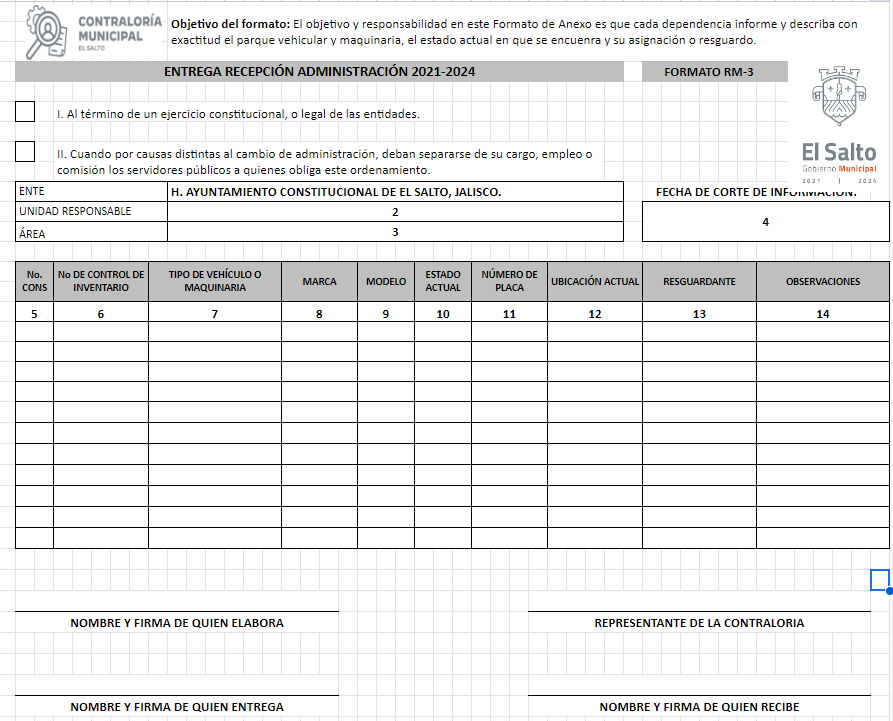 CONTRALORÍA
MUNICIPAL
EL SALTO
Objetivo del formato: El objetivo y responsabilidad en este Formato de Anexo es que cada dependencia informe y describa con
exactitud el parque vehicular y maquinaria, el estado actual en que se encuenra y su asignación o resguardo.
ENTREGA RECEPCIÓN ADMINISTRACIÓN 2021-2024
FORMATO RM-3
I. Al término de un ejercicio constitucional, o legal de las entidades.
II. Cuando por causas distintas al cambio de administración, deban separarse de su cargo, empleo o
comisión los servidores públicos a quienes obliga este ordenamiento.
El Salto
Gobierno Municipal
2021 | 2024
ENTE H. AYUNTAMIENTO CONSTITUCIONAL DE EL SALTO, JALISCO.
FECHA DE CORTE DE INFORMACIÓN.
UNIDAD RESPONSABLE 2
ÁREA 3
4
No. CONS
No DE CONTROL DE INVENTARIO
TIPO DE VEHÍCULO O MAQUINARIA
MARCA
MODELO
ESTADO ACTUAL
NÚMERO DE PLACA
UBICACIÓN ACTUAL
RESGUARDANTE
OBSERVACIONES
5 6 7 8 9 10 11 12 13 14
NOMBRE Y FIRMA DE QUIEN ELABORA
REPRESENTANTE DE LA CONTRALORIA
NOMBRE Y FIRMA DE QUIEN ENTREGA
NOMBRE Y FIRMA DE QUIEN RECIBE